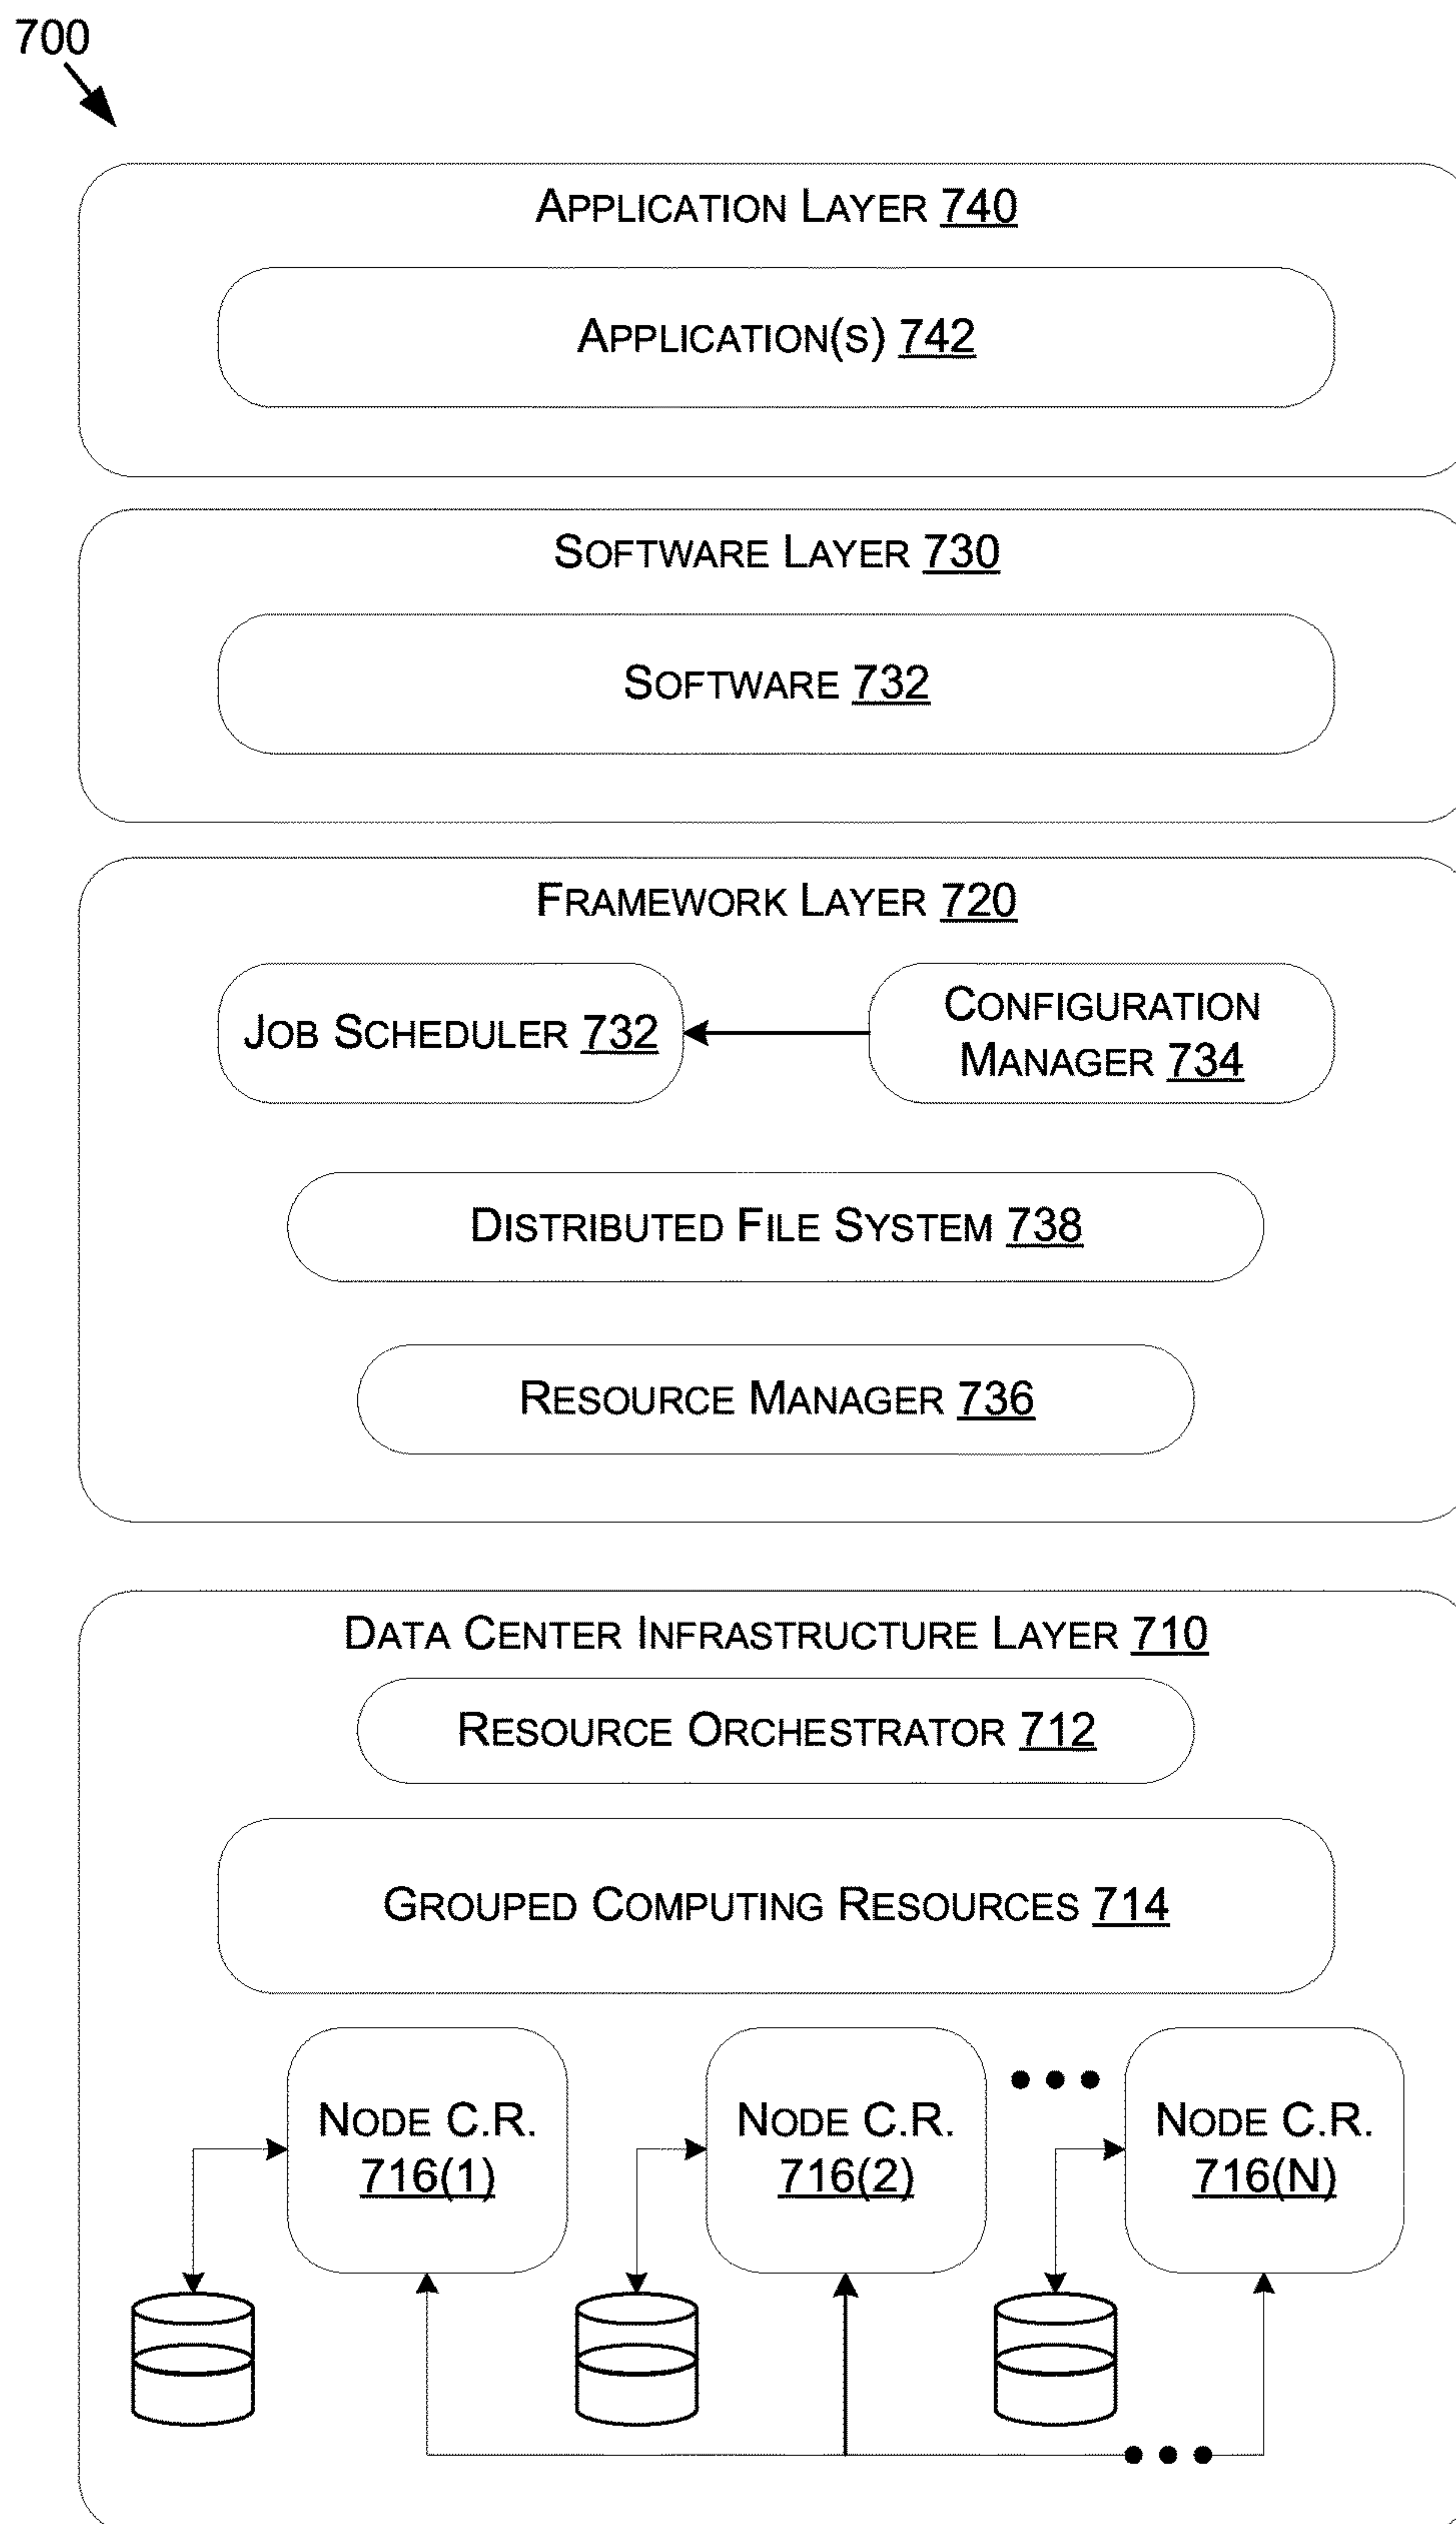 700
APPLICATION LAYER 740
APPLICATION(S) 742
SOFTWARE LAYER 730
SOFTWARE 732
FRAMEWORK LAYER 720
JOB SCHEDULER 732
CONFIGURATION
MANAGER 734
DISTRIBUTED FILE SYSTEM 738
RESOURCE MANAGER 736
DATA CENTER INFRASTRUCTURE LAYER 710
RESOURCE ORCHESTRATOR 712
GROUPED COMPUTING RESOURCES 714
NODE C.R.
716(1)
NODE C.R.
716(2)
NODE C.R.
716(N)